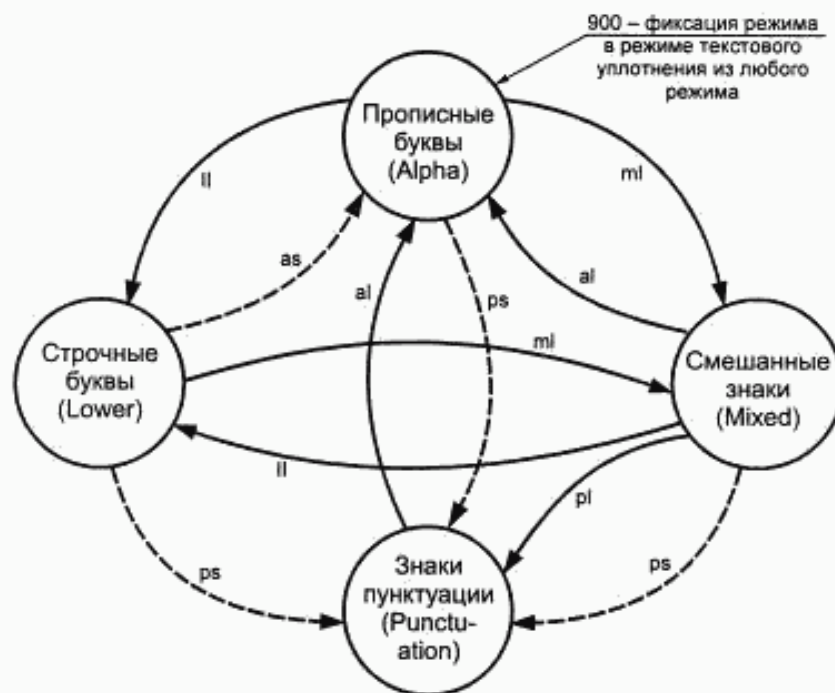 900 – фиксация режима
в режиме текстового
уплотнения из любого
режима
Прописные
буквы
(Alpha)
ll
ml
as
al
ps
al
Строчные
буквы
(Lower)
ml
Смешанные
знаки
(Mixed)
ll
pl
ps
ps
Знаки
пунктуации
(Punctu-
ation)